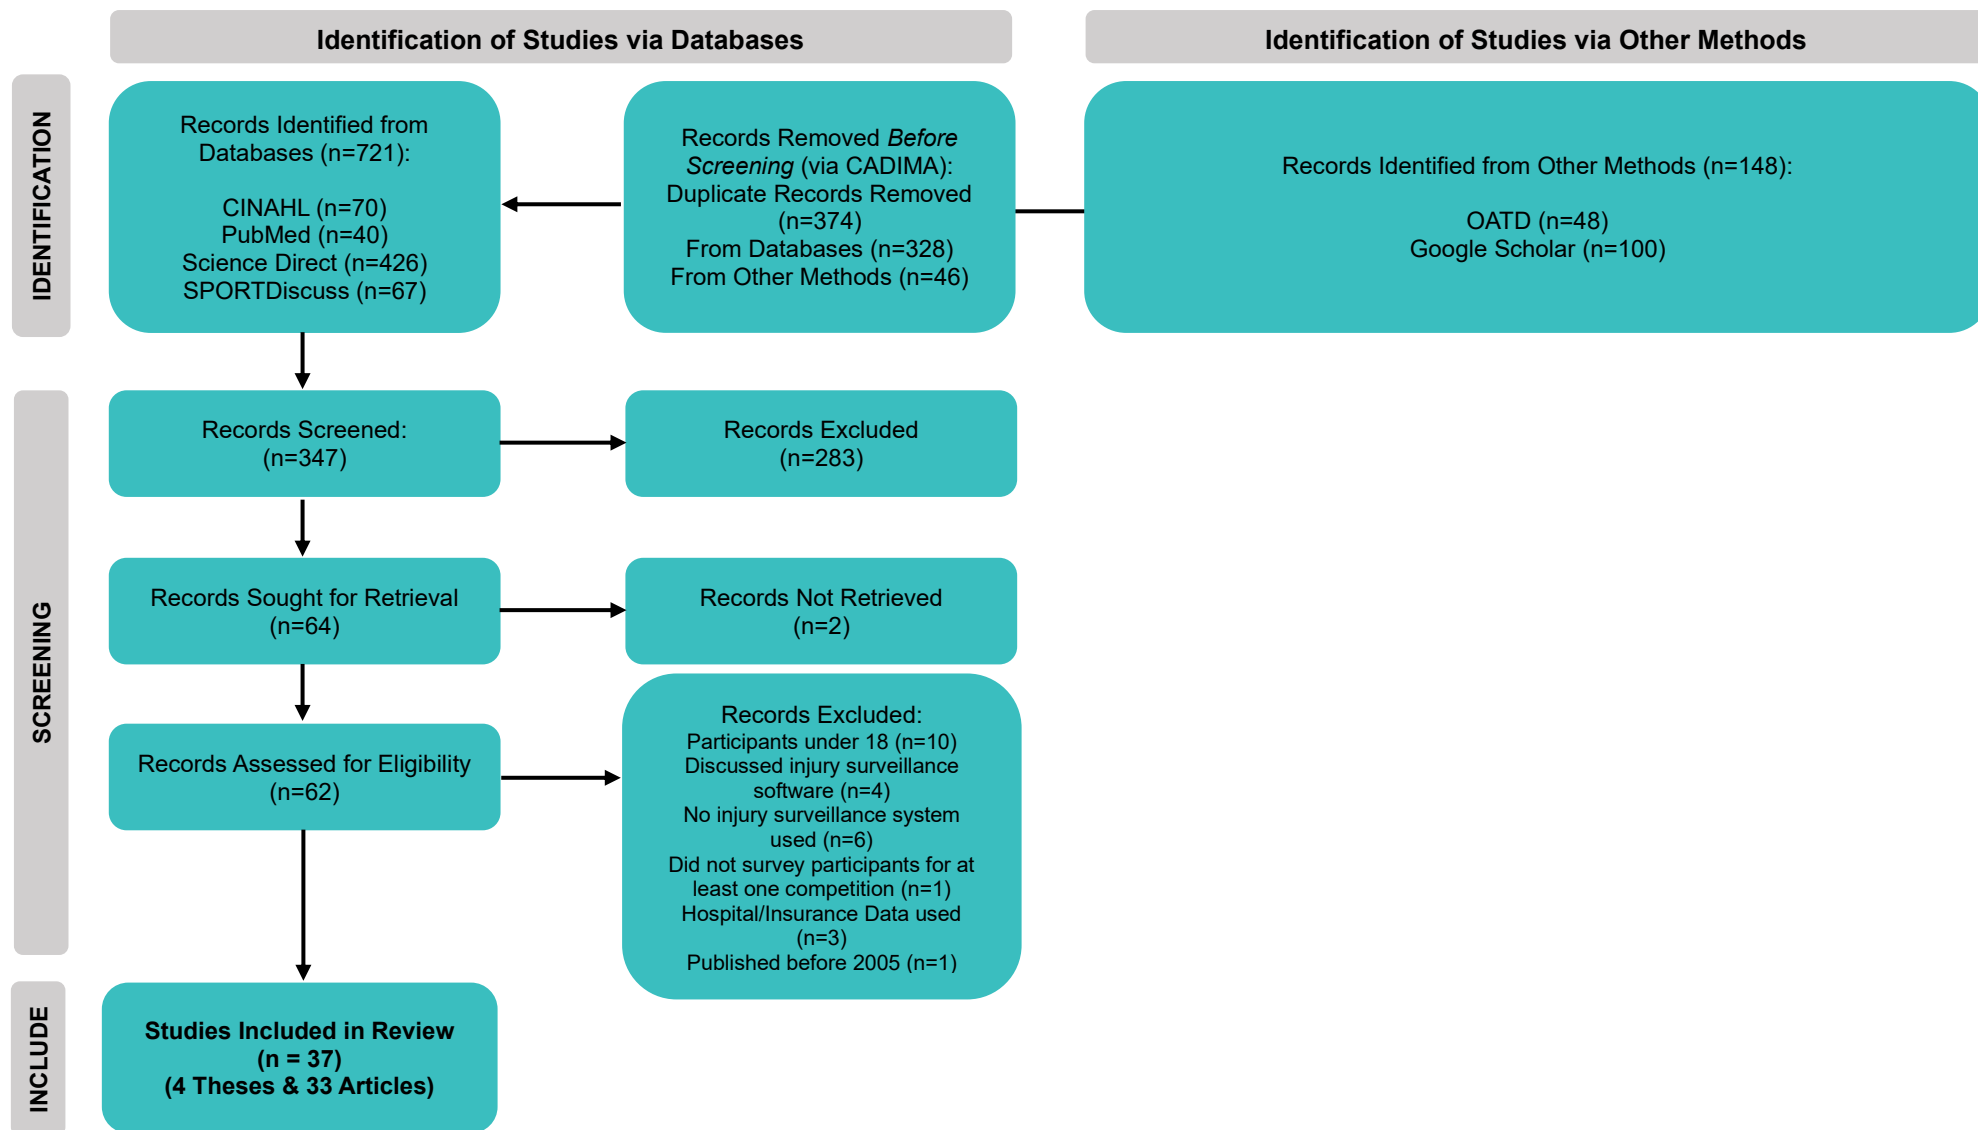 Identification of Studies via Databases
Identification of Studies via Other Methods
IDENTIFICATION
Records Identified from
Databases (n=721):
CINAHL (n=70)
PubMed (n=40)
Science Direct (n=426)
SPORTDiscuss (n=67)
Records Removed Before
Screening (via CADIMA):
Duplicate Records Removed
(n=374)
From Databases (n=328)
From Other Methods (n=46)
Records Identified from Other Methods (n=148):
OATD (n=48)
Google Scholar (n=100)
SCREENING
Records Screened:
(n=347)
Records Excluded
(n=283)
Records Sought for Retrieval
(n=64)
Records Not Retrieved
(n=2)
Records Assessed for Eligibility
(n=62)
Records Excluded:
Participants under 18 (n=10)
Discussed injury surveillance
software (n=4)
No injury surveillance system
used (n=6)
Did not survey participants for at
least one competition (n=1)
Hospital/Insurance Data used
(n=3)
Published before 2005 (n=1)
INCLUDE
Studies Included in Review
(n = 37)
(4 Theses & 33 Articles)